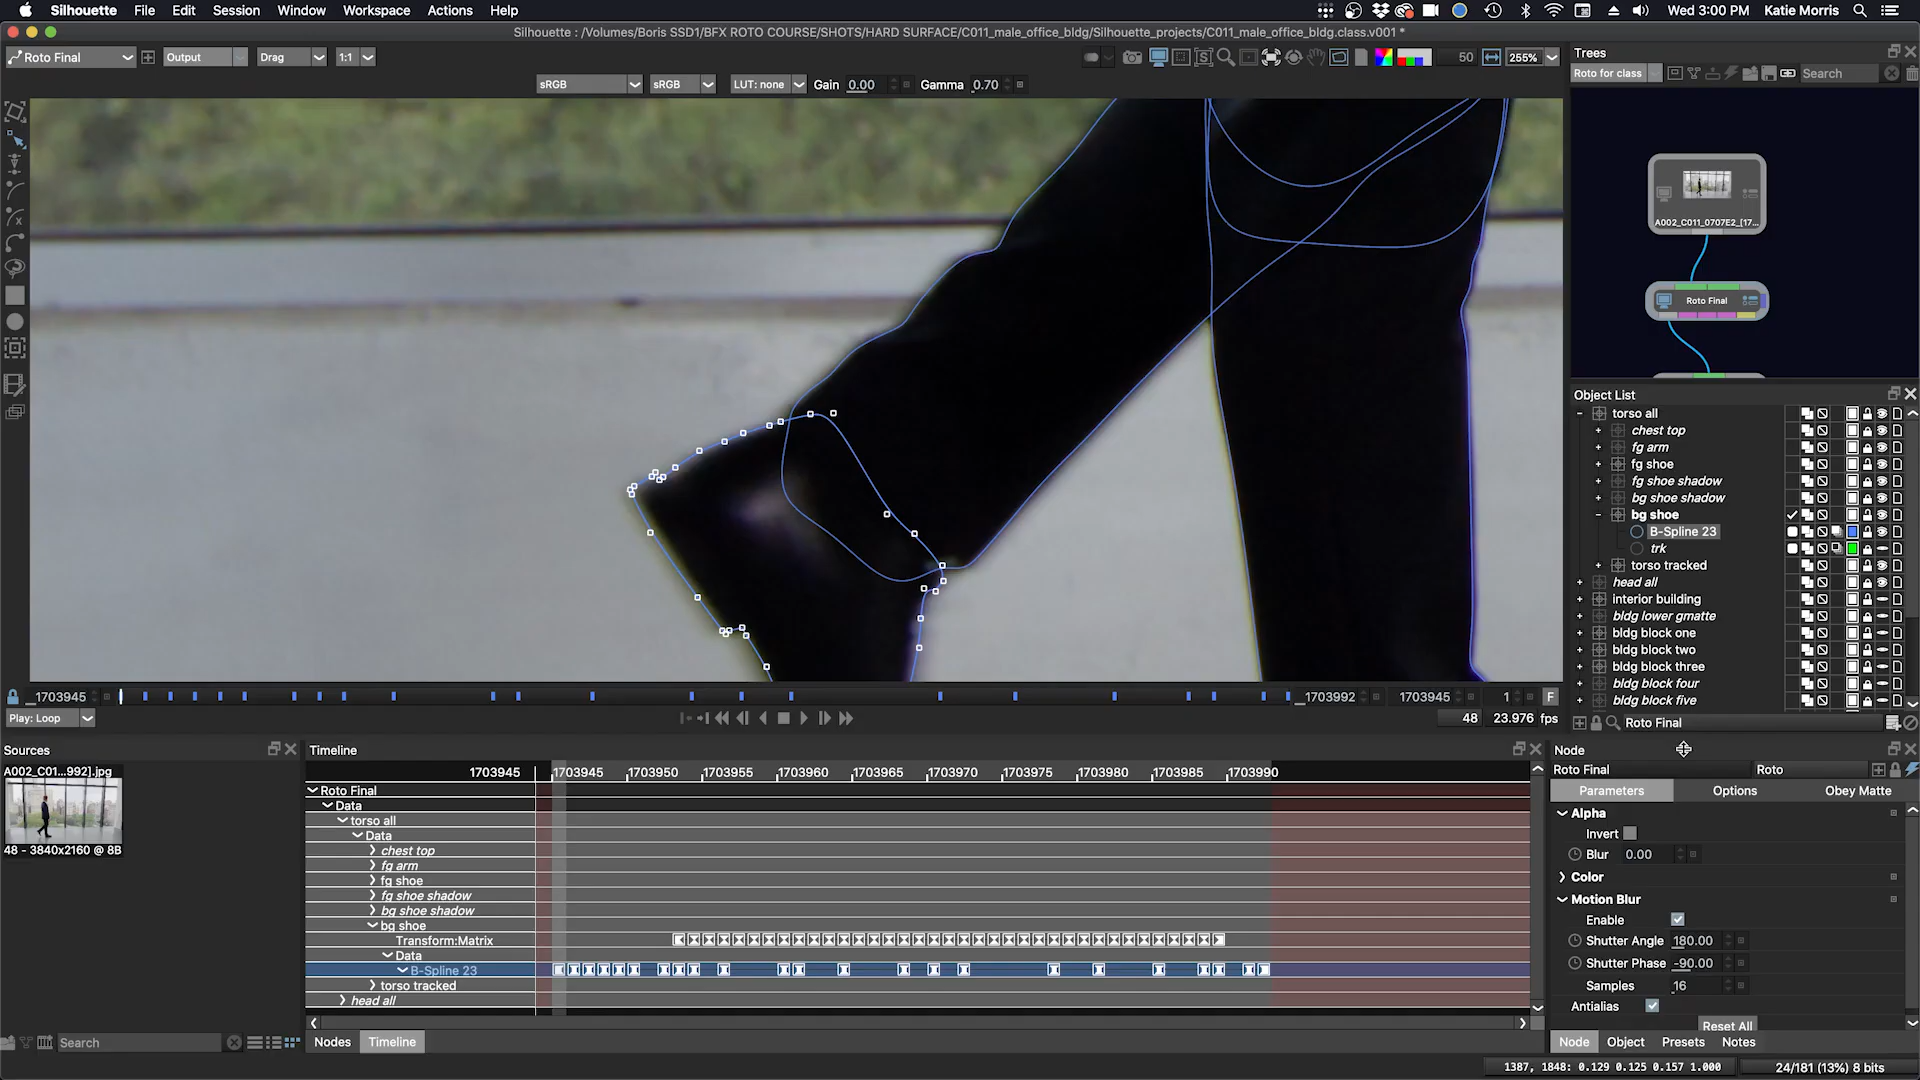 Silhouette File Edit Session Window Workspace Actions Help
Wed 3:00 PM Katie Morris
Silhouette : /Volumes/Boris SSD1/BFX ROTO COURSE/SHOTS/HARD SURFACE/C011_male_office_bldg/Silhouette_projects/C011_male_office_bldg.class.v001 *
Roto Final Output Drag 1:1 50 255%
sRGB sRGB LUT: none Gain 0.00 Gamma 0.70
Trees
Roto for class Search
A002_C011_0707E2_[17...
Roto Final
Object List
torso all
chest top
fg arm
fg shoe
fg shoe shadow
bg shoe shadow
bg shoe
B-Spline 23
trk
torso tracked
head all
interior building
bldg lower gmatte
bldg block one
bldg block two
bldg block three
bldg block four
bldg block five
Roto Final
1703945 1703992 1703945 1 F
Play: Loop 48 23.976 fps
Sources
A002_C01...992].jpg
48 - 3840x2160 @ 8B
Search
Timeline
1703945 1703945 1703950 1703955 1703960 1703965 1703970 1703975 1703980 1703985 1703990
Roto Final
Data
torso all
Data
chest top
fg arm
fg shoe
fg shoe shadow
bg shoe shadow
bg shoe
Transform:Matrix
Data
B-Spline 23
torso tracked
head all
Nodes Timeline
Node
Roto Final Roto
Parameters Options Obey Matte
Alpha
Invert
Blur 0.00
Color
Motion Blur
Enable
Shutter Angle 180.00
Shutter Phase -90.00
Samples 16
Antialias
Reset All
Node Object Presets Notes
1387, 1848: 0.129 0.125 0.157 1.000 24/181 (13%) 8 bits